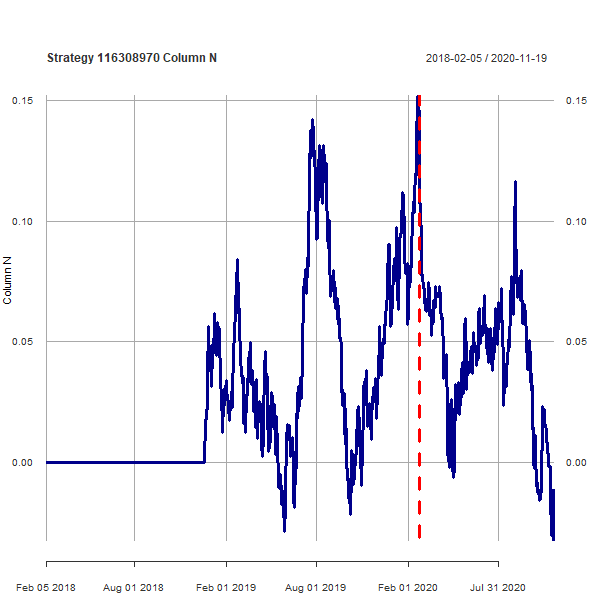 Strategy 116308970 Column N
2018-02-05 / 2020-11-19
0.15
0.15
0.10
0.10
0.05
0.05
0.00
0.00
Column N
Feb 05 2018
Aug 01 2018
Feb 01 2019
Aug 01 2019
Feb 01 2020
Jul 31 2020